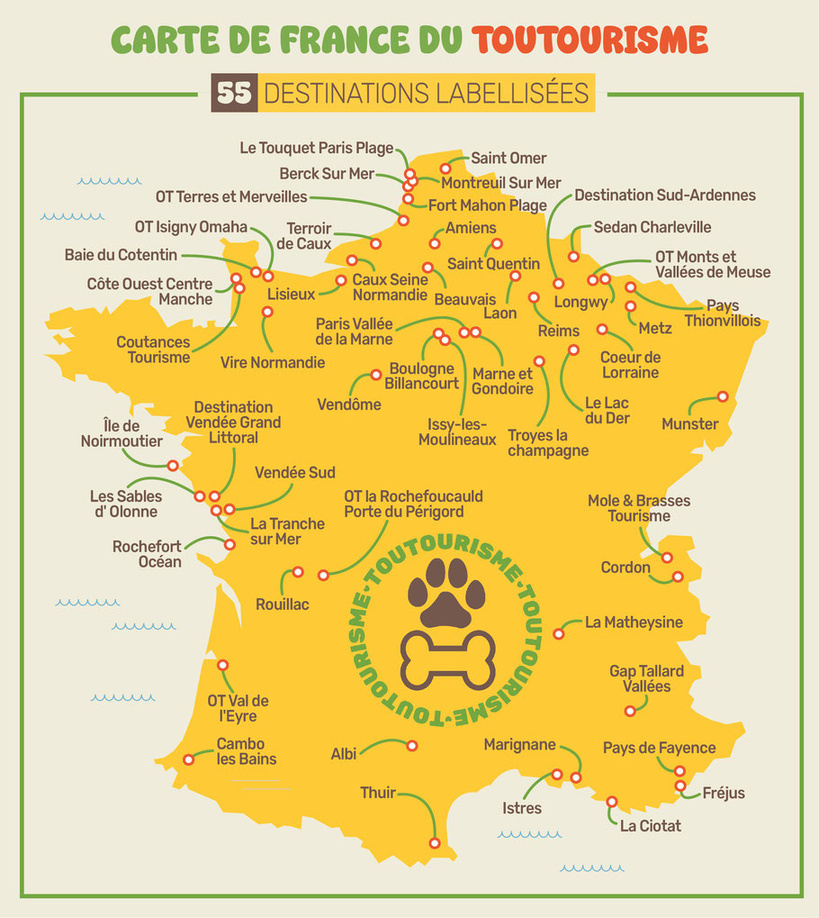 CARTE DE FRANCE DU TOUTOURISME
55 DESTINATIONS LABELLISÉES
Le Touquet Paris Plage
Saint Omer
Berck Sur Mer
Montreuil Sur Mer
OT Terres et Merveilles
Fort Mahon Plage
Destination Sud-Ardennes
OT Isigny Omaha
Terroir
de Caux
Amiens
Sedan Charleville
Baie du Cotentin
Saint Quentin
OT Monts et
Vallées de Meuse
Côte Ouest Centre
Manche
Lisieux
Caux Seine
Normandie
Beauvais
Laon
Longwy
Pays
Thionvillois
Coutances
Tourisme
Vire Normandie
Paris Vallée
de la Marne
Reims
Metz
Boulogne
Billancourt
Marne et
Gondoire
Coeur de
Lorraine
Vendôme
Issy-les-
Moulineaux
Troyes la
champagne
Le Lac
du Der
Munster
Île de
Noirmoutier
Destination
Vendée Grand
Littoral
Vendée Sud
Les Sables
d' Olonne
La Tranche
sur Mer
OT la Rochefoucauld
Porte du Périgord
Mole & Brasses
Tourisme
Rochefort
Océan
Cordon
Rouillac
TOUTOURISME•TOUTOURISME•TOUTOURISME•
La Matheysine
OT Val de
l'Eyre
Gap Tallard
Vallées
Cambo
les Bains
Albi
Marignane
Pays de Fayence
Thuir
Istres
Fréjus
La Ciotat